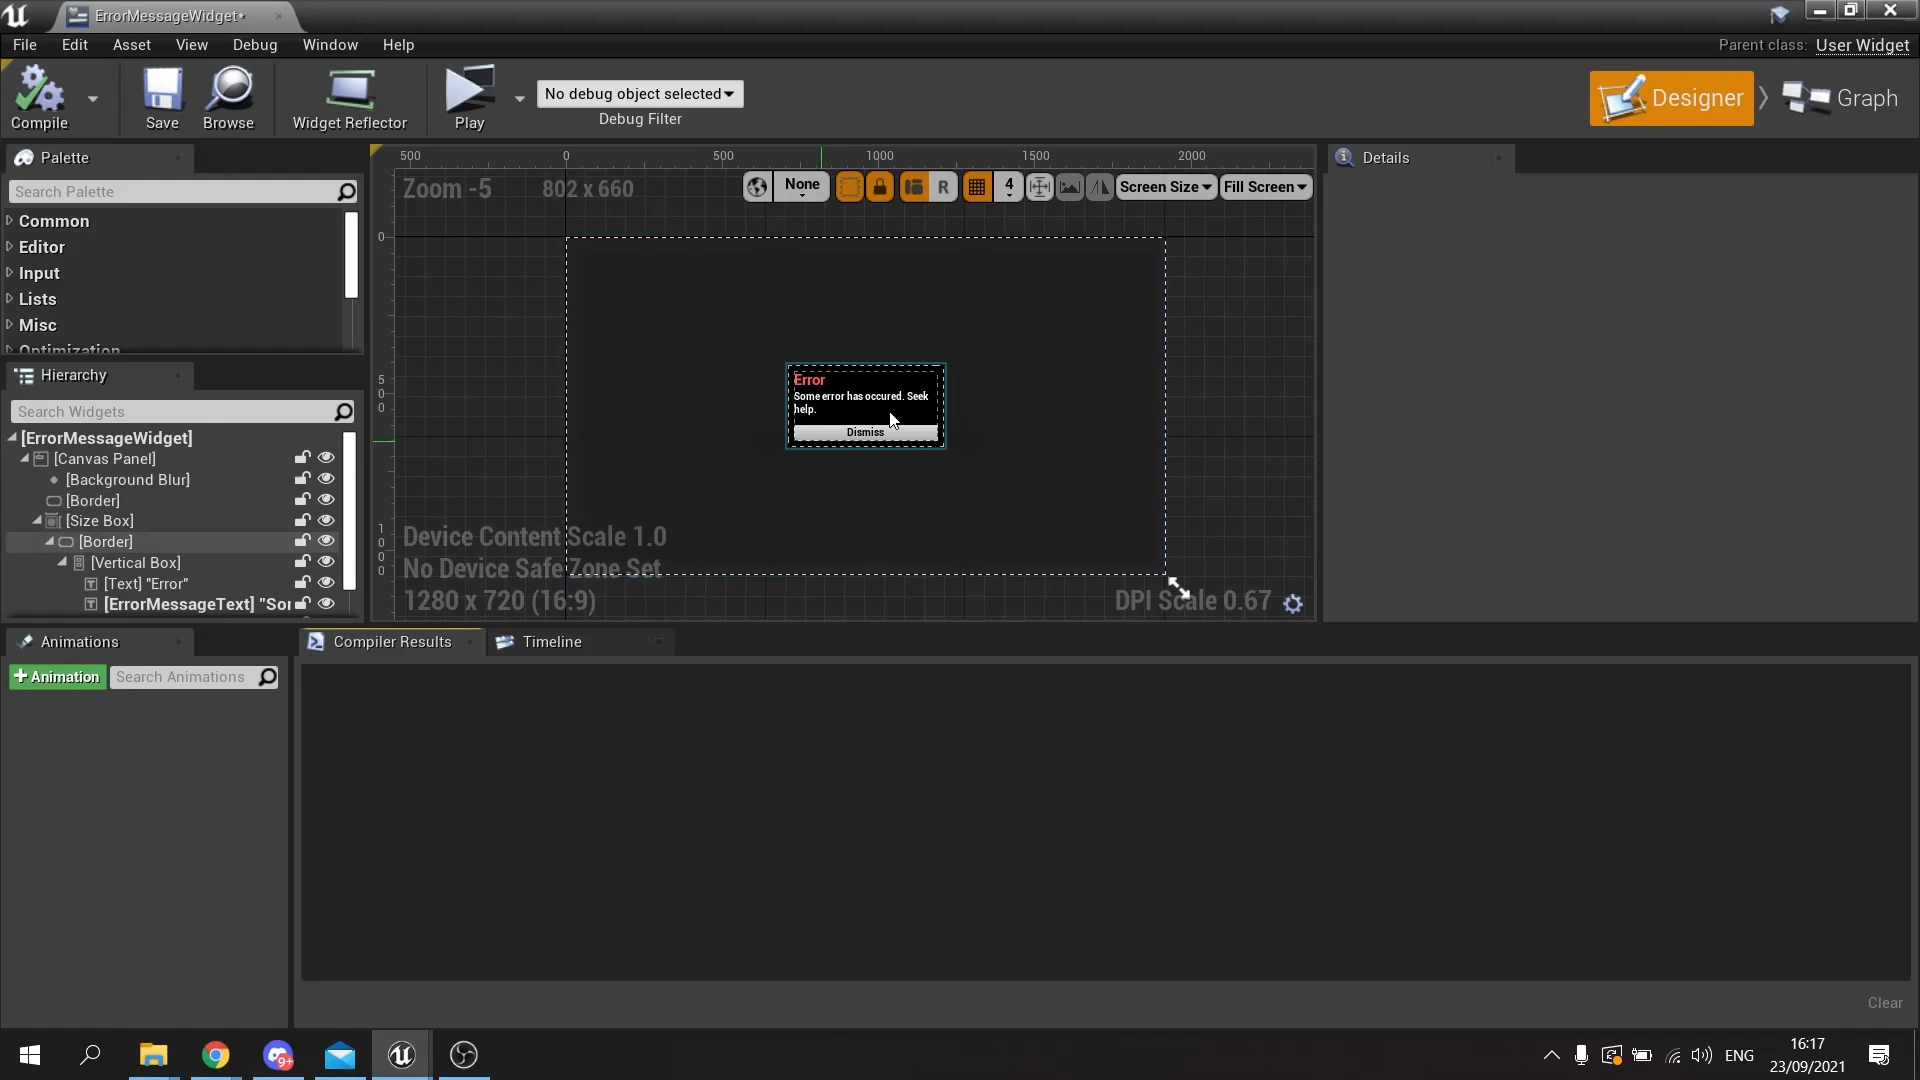 ErrorMessageWidget*
File Edit Asset View Debug Window Help
Parent class: User Widget
Compile
Save
Browse
Widget Reflector
Play
No debug object selected
Debug Filter
Designer
Graph
Palette
Search Palette
Common
Editor
Input
Lists
Misc
Optimization
Hierarchy
Search Widgets
[ErrorMessageWidget]
[Canvas Panel]
[Background Blur]
[Border]
[Size Box]
[Border]
[Vertical Box]
[Text] "Error"
[ErrorMessageText] "Sor
500 0 500 1000 1500 2000
Zoom -5 802 x 660
None
R
4
Screen Size
Fill Screen
0
500
1000
Error
Some error has occured. Seek
help.
Dismiss
Device Content Scale 1.0
No Device Safe Zone Set
1280 x 720 (16:9)
DPI Scale 0.67
Details
Animations
+ Animation
Search Animations
Compiler Results
Timeline
Clear
9+
ENG
16:17
23/09/2021